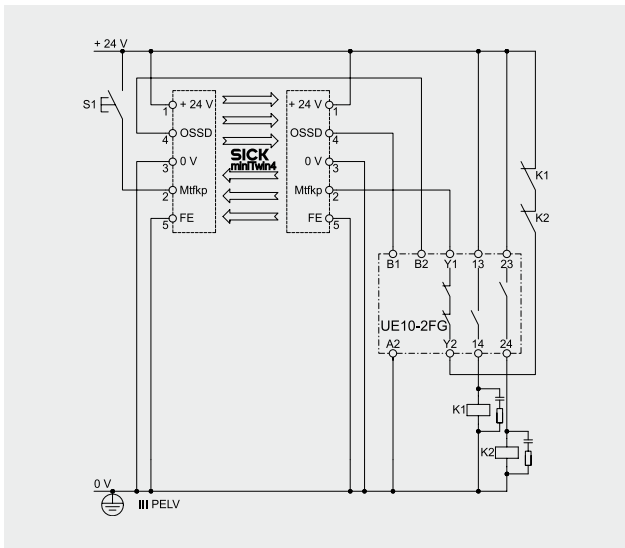 + 24 V
S1
+ 24 V
+ 24 V
1
1
OSSD
OSSD
4
4
SICK
miniTwin4
0 V
0 V
3
3
Mtfkp
Mtfkp
2
2
FE
FE
5
5
K1
K2
B1
B2
Y1
13
23
UE10-2FG
A2
Y2
14
24
K1
K2
0 V
III PELV